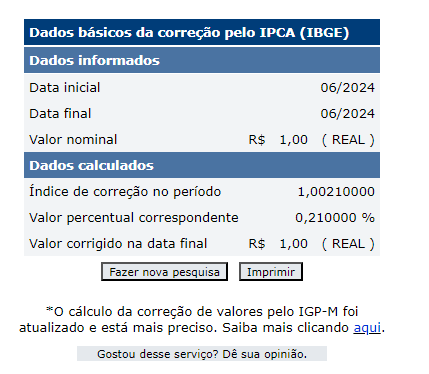 Dados básicos da correção pelo IPCA (IBGE)
Dados informados
Data inicial 06/2024
Data final 06/2024
Valor nominal R$ 1,00 ( REAL )
Dados calculados
Índice de correção no período 1,00210000
Valor percentual correspondente 0,210000 %
Valor corrigido na data final R$ 1,00 ( REAL )
Fazer nova pesquisa Imprimir
*O cálculo da correção de valores pelo IGP-M foi
atualizado e está mais preciso. Saiba mais clicando aqui.
Gostou desse serviço? Dê sua opinião.